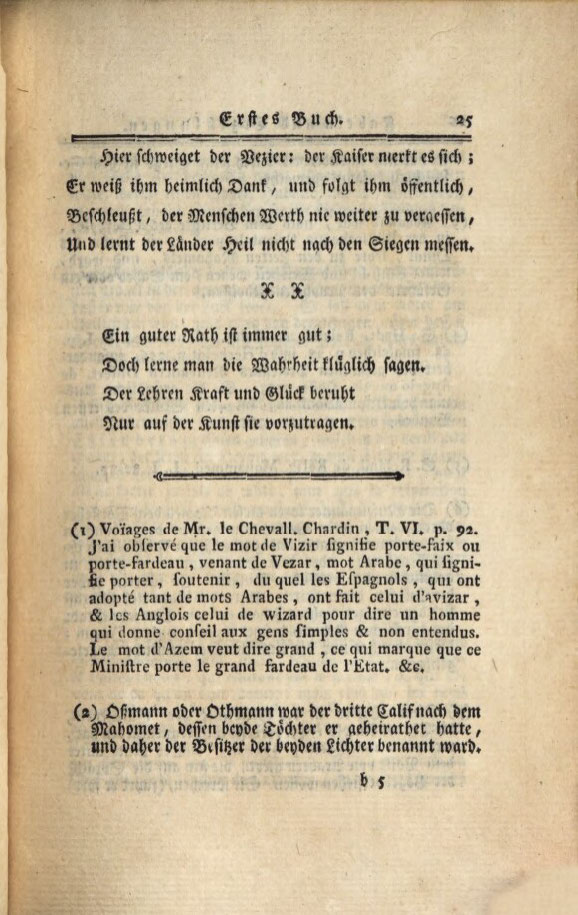 Erstes Buch. 25
Hier schweiget der Vezier: der Kaiser merkt es sich;
Er weiß ihm heimlich Dank, und folgt ihm öffentlich,
Beschleußt, der Menschen Werth nie weiter zu vergessen,
Und lernt der Länder Heil nicht nach den Siegen messen.
Ein guter Rath ist immer gut;
Doch lerne man die Wahrheit klüglich sagen.
Der Lehren Kraft und Glück beruht
Nur auf der Kunst sie vorzutragen.
(1) Voïages de Mr. le Chevall. Chardin, T. VI. p. 92.
J'ai obſervé que le mot de Vizir ſignifie porte-faix ou
porte-fardeau, venant de Vezar, mot Arabe, qui ſigni-
fie porter, ſoutenir, du quel les Eſpagnols, qui ont
adopté tant de mots Arabes, ont fait celui d'avizar,
& les Anglois celui de wizard pour dire un homme
qui donne conſeil aux gens ſimples & non entendus.
Le mot d'Azem veut dire grand, ce qui marque que ce
Miniſtre porte le grand fardeau de l'Etat. &c.
(2) Oßmann oder Othmann war der dritte Calif nach dem
Mahomet, dessen beyde Töchter er geheirathet hatte,
und daher der Besitzer der beyden Lichter benannt ward.
b 5